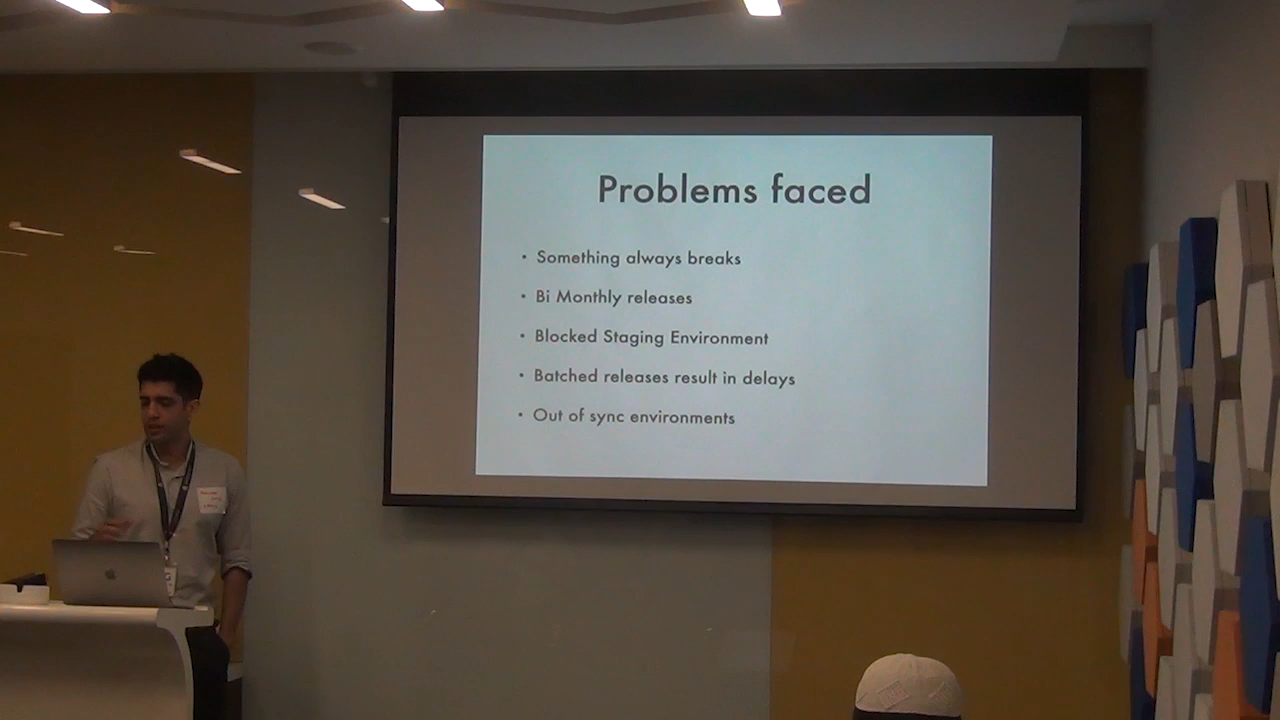 Problems faced
• Something always breaks
• Bi Monthly releases
• Blocked Staging Environment
• Batched releases result in delays
• Out of sync environments